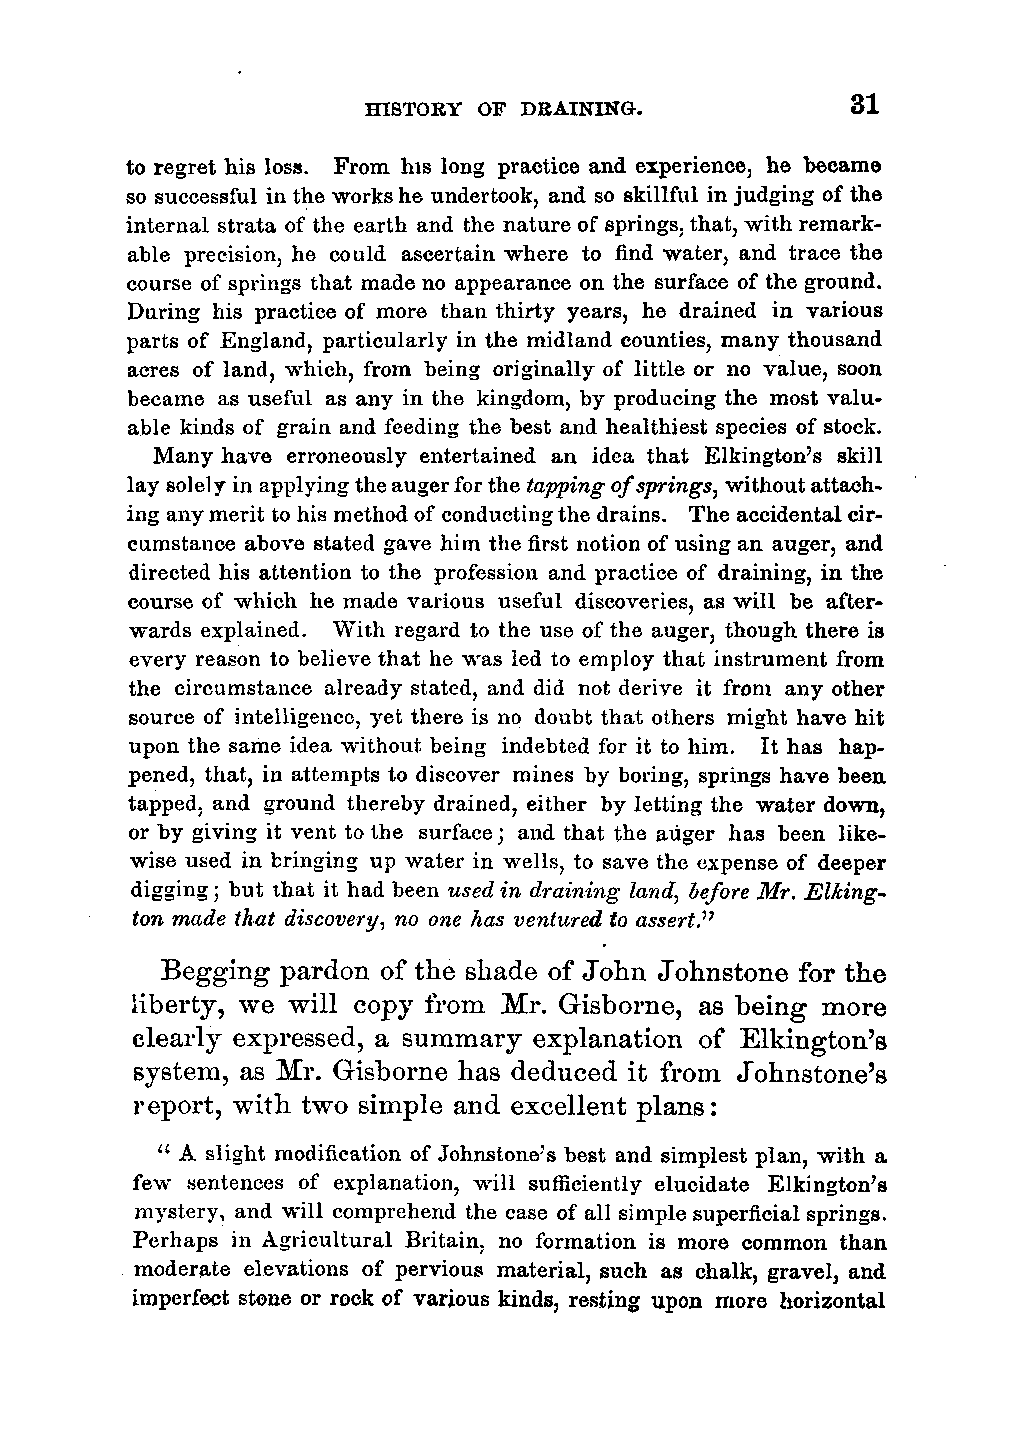 HISTORY OF DRAINING. 31
to regret his loss. From his long practice and experience, he became
so successful in the works he undertook, and so skillful in judging of the
internal strata of the earth and the nature of springs, that, with remark-
able precision, he could ascertain where to find water, and trace the
course of springs that made no appearance on the surface of the ground.
During his practice of more than thirty years, he drained in various
parts of England, particularly in the midland counties, many thousand
acres of land, which, from being originally of little or no value, soon
became as useful as any in the kingdom, by producing the most valu-
able kinds of grain and feeding the best and healthiest species of stock.
Many have erroneously entertained an idea that Elkington's skill
lay solely in applying the auger for the tapping of springs, without attach-
ing any merit to his method of conducting the drains. The accidental cir-
cumstance above stated gave him the first notion of using an auger, and
directed his attention to the profession and practice of draining, in the
course of which he made various useful discoveries, as will be after-
wards explained. With regard to the use of the auger, though there is
every reason to believe that he was led to employ that instrument from
the circumstance already stated, and did not derive it from any other
source of intelligence, yet there is no doubt that others might have hit
upon the same idea without being indebted for it to him. It has hap-
pened, that, in attempts to discover mines by boring, springs have been
tapped, and ground thereby drained, either by letting the water down,
or by giving it vent to the surface; and that the auger has been like-
wise used in bringing up water in wells, to save the expense of deeper
digging; but that it had been used in draining land, before Mr. Elking-
ton made that discovery, no one has ventured to assert."
Begging pardon of the shade of John Johnstone for the
liberty, we will copy from Mr. Gisborne, as being more
clearly expressed, a summary explanation of Elkington's
system, as Mr. Gisborne has deduced it from Johnstone's
report, with two simple and excellent plans:
"A slight modification of Johnstone's best and simplest plan, with a
few sentences of explanation, will sufficiently elucidate Elkington's
mystery, and will comprehend the case of all simple superficial springs.
Perhaps in Agricultural Britain, no formation is more common than
moderate elevations of pervious material, such as chalk, gravel, and
imperfect stone or rock of various kinds, resting upon more horizontal